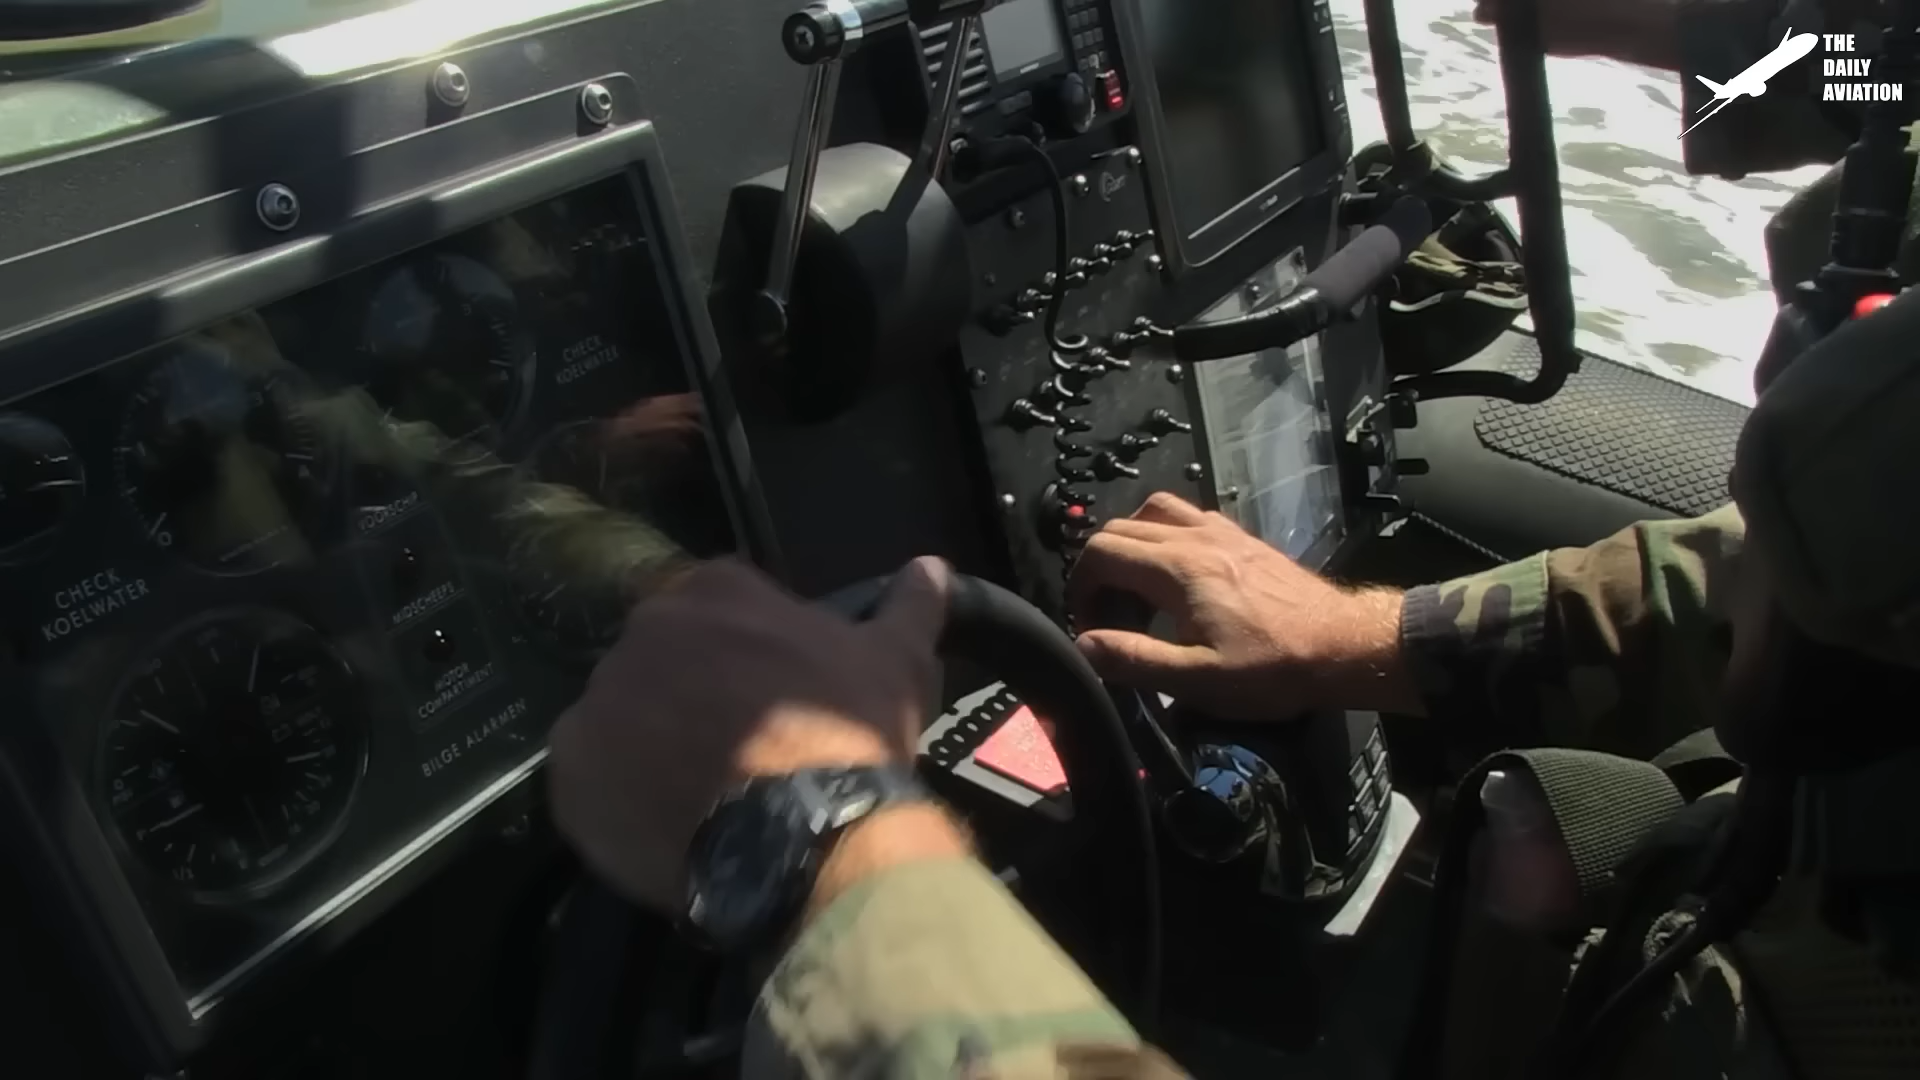 THE
DAILY
AVIATION
CHECK
KOELWATER
VOORSCHIP
CHECK
KOELWATER
MIDSCHEEPS
MOTOR
COMPARTIMENT
BILGE ALARMEN